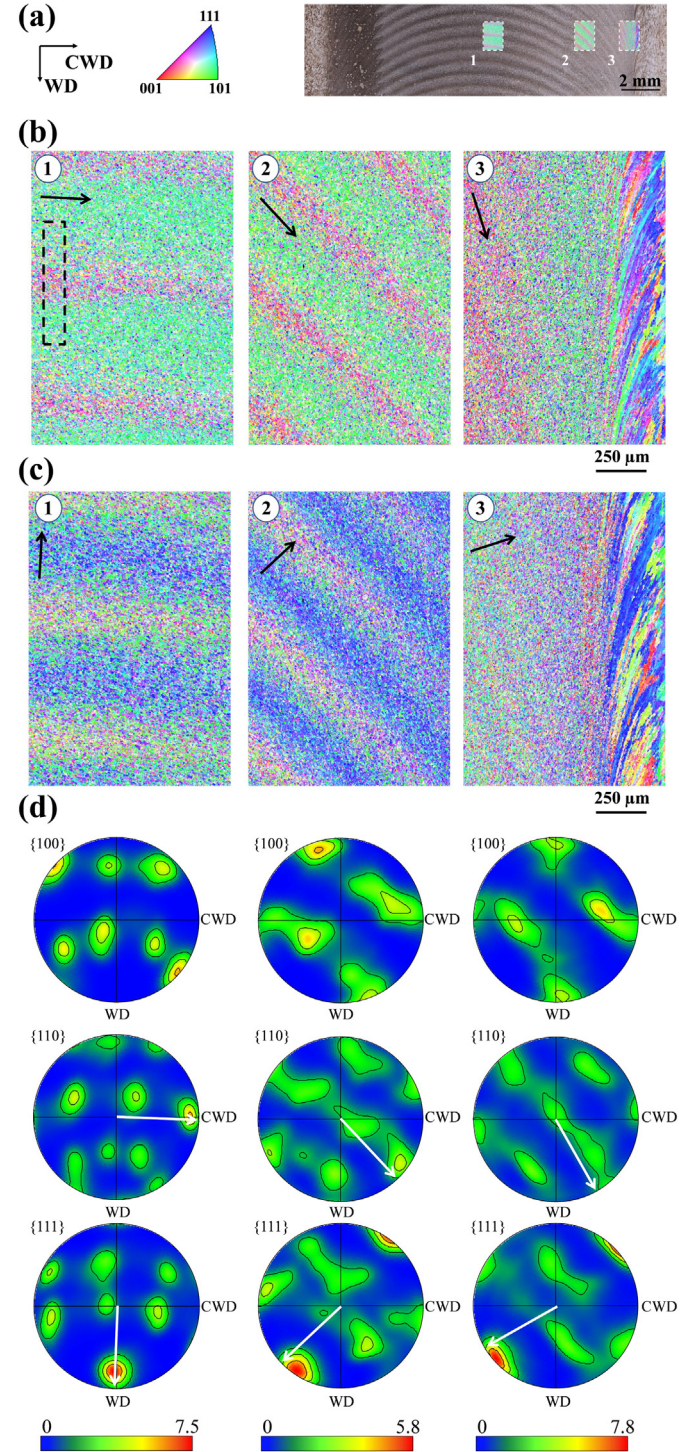 (a)
111
CWD
WD
001
101
1
2
3
2 mm
(b)
1
2
3
250 µm
(c)
1
2
3
250 µm
(d)
{100}
{100}
{100}
CWD
CWD
CWD
WD
WD
WD
{110}
{110}
{110}
CWD
CWD
CWD
WD
WD
WD
{111}
{111}
{111}
CWD
CWD
CWD
WD
WD
WD
0
7.5
0
5.8
0
7.8